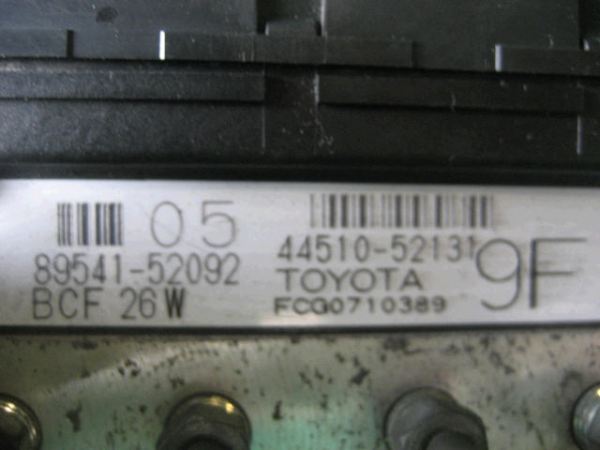 05
89541-52092
BCF 26W
44510-52131
TOYOTA
FCG0710389
9F